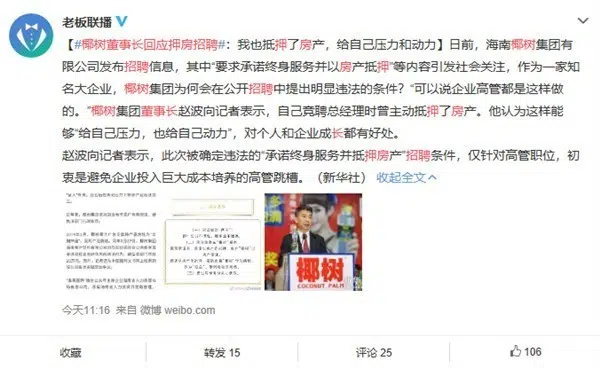 老板联播
【#椰树董事长回应押房招聘#：我也抵押了房产，给自己压力和动力】日前，海南椰树集团有
限公司发布招聘信息，其中“要求承诺终身服务并以房产抵押”等内容引发社会关注，作为一家知
名大企业，椰树集团为何会在公开招聘中提出明显违法的条件？“可以说企业高管都是这样做
的。”椰树集团董事长赵波向记者表示，自己竞聘总经理时曾主动抵押了房产。他认为这样能
够“给自己压力，也给自己动力”，对个人和企业成长都有好处。
赵波向记者表示，此次被确定违法的“承诺终身服务并抵押房产”招聘条件，仅针对高管职位，初
衷是避免企业投入巨大成本培养的高管跳槽。（新华社） 收起全文
椰树
COCONUT PALM
今天11:16 来自 微博 weibo.com
收藏 转发 15 评论 25 106